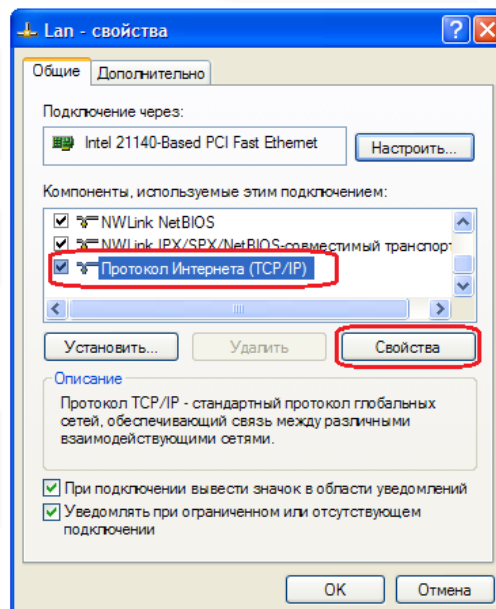 Lan - свойства
Общие
Дополнительно
Подключение через:
Intel 21140-Based PCI Fast Ethernet
Настроить...
Компоненты, используемые этим подключением:
NWLink NetBIOS
NWLink IPX/SPX/NetBIOS-совместимый транспор
Протокол Интернета (TCP/IP)
Установить...
Удалить
Свойства
Описание
Протокол TCP/IP - стандартный протокол глобальных
сетей, обеспечивающий связь между различными
взаимодействующими сетями.
При подключении вывести значок в области уведомлений
Уведомлять при ограниченном или отсутствующем
подключении
OK
Отмена